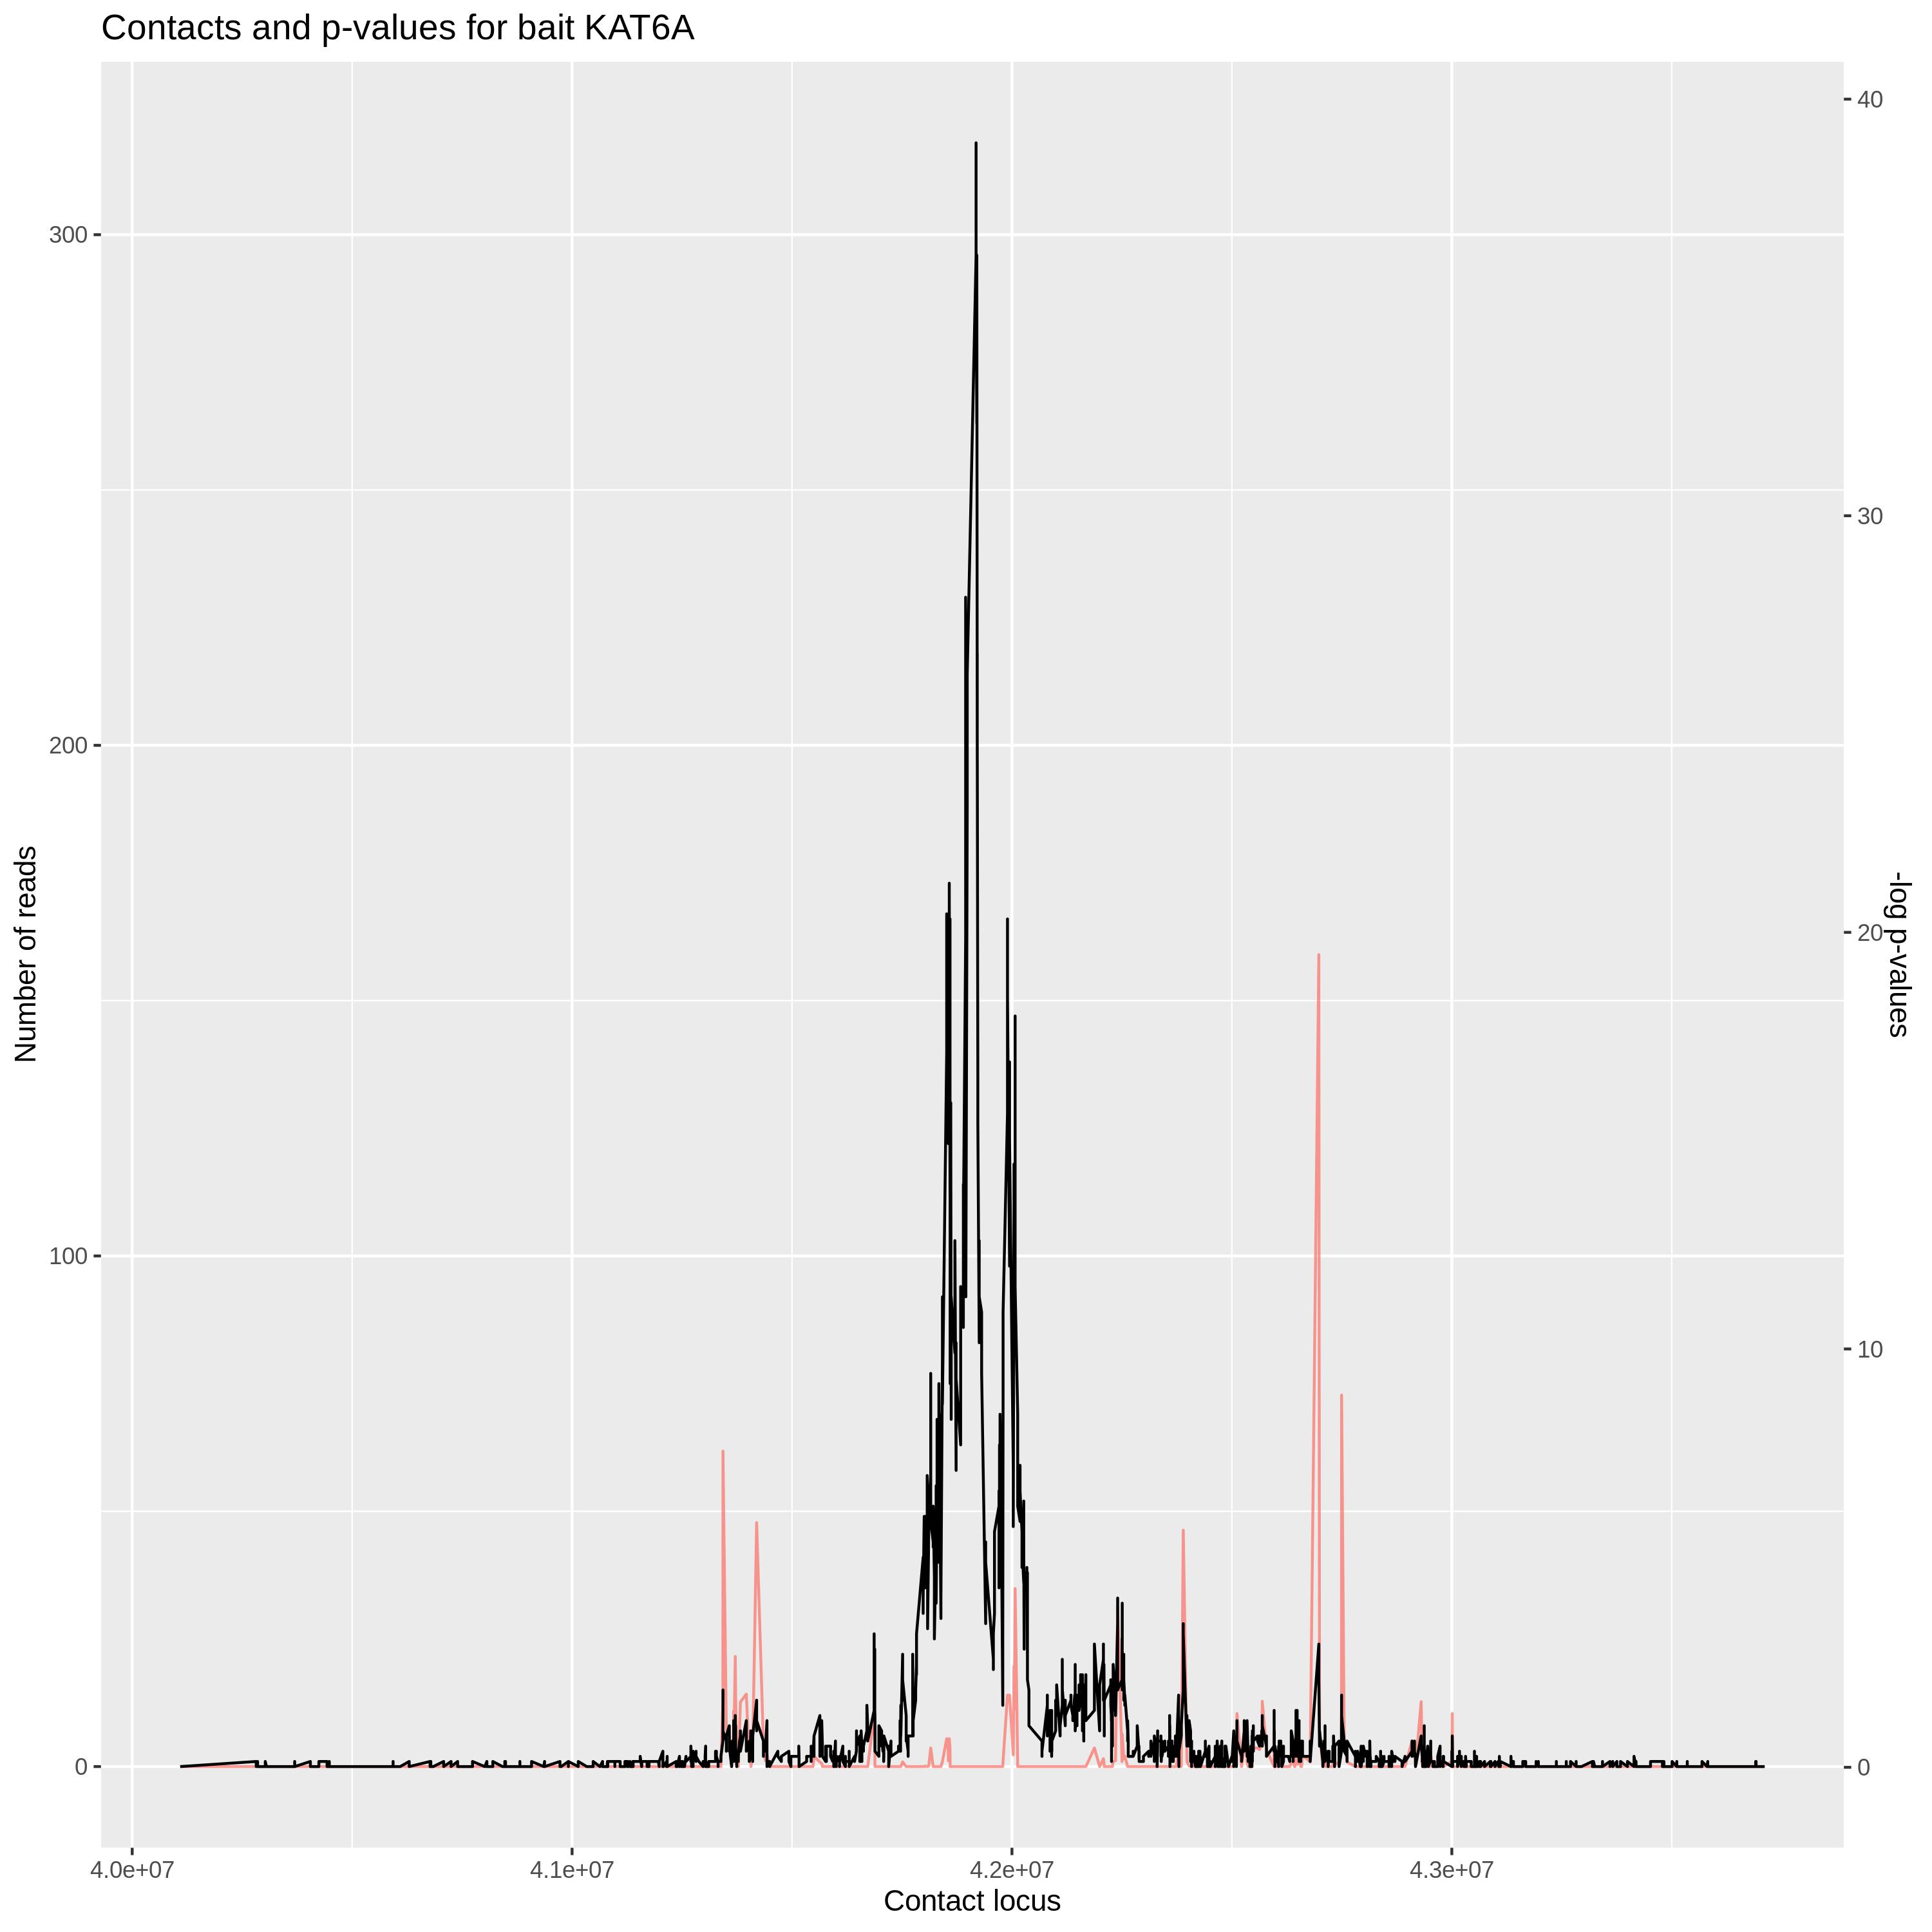 Contacts and p-values for bait KAT6A
300
200
100
0
Number of reads
40
30
20
10
0
-log p-values
4.0e+07
4.1e+07
4.2e+07
4.3e+07
Contact locus